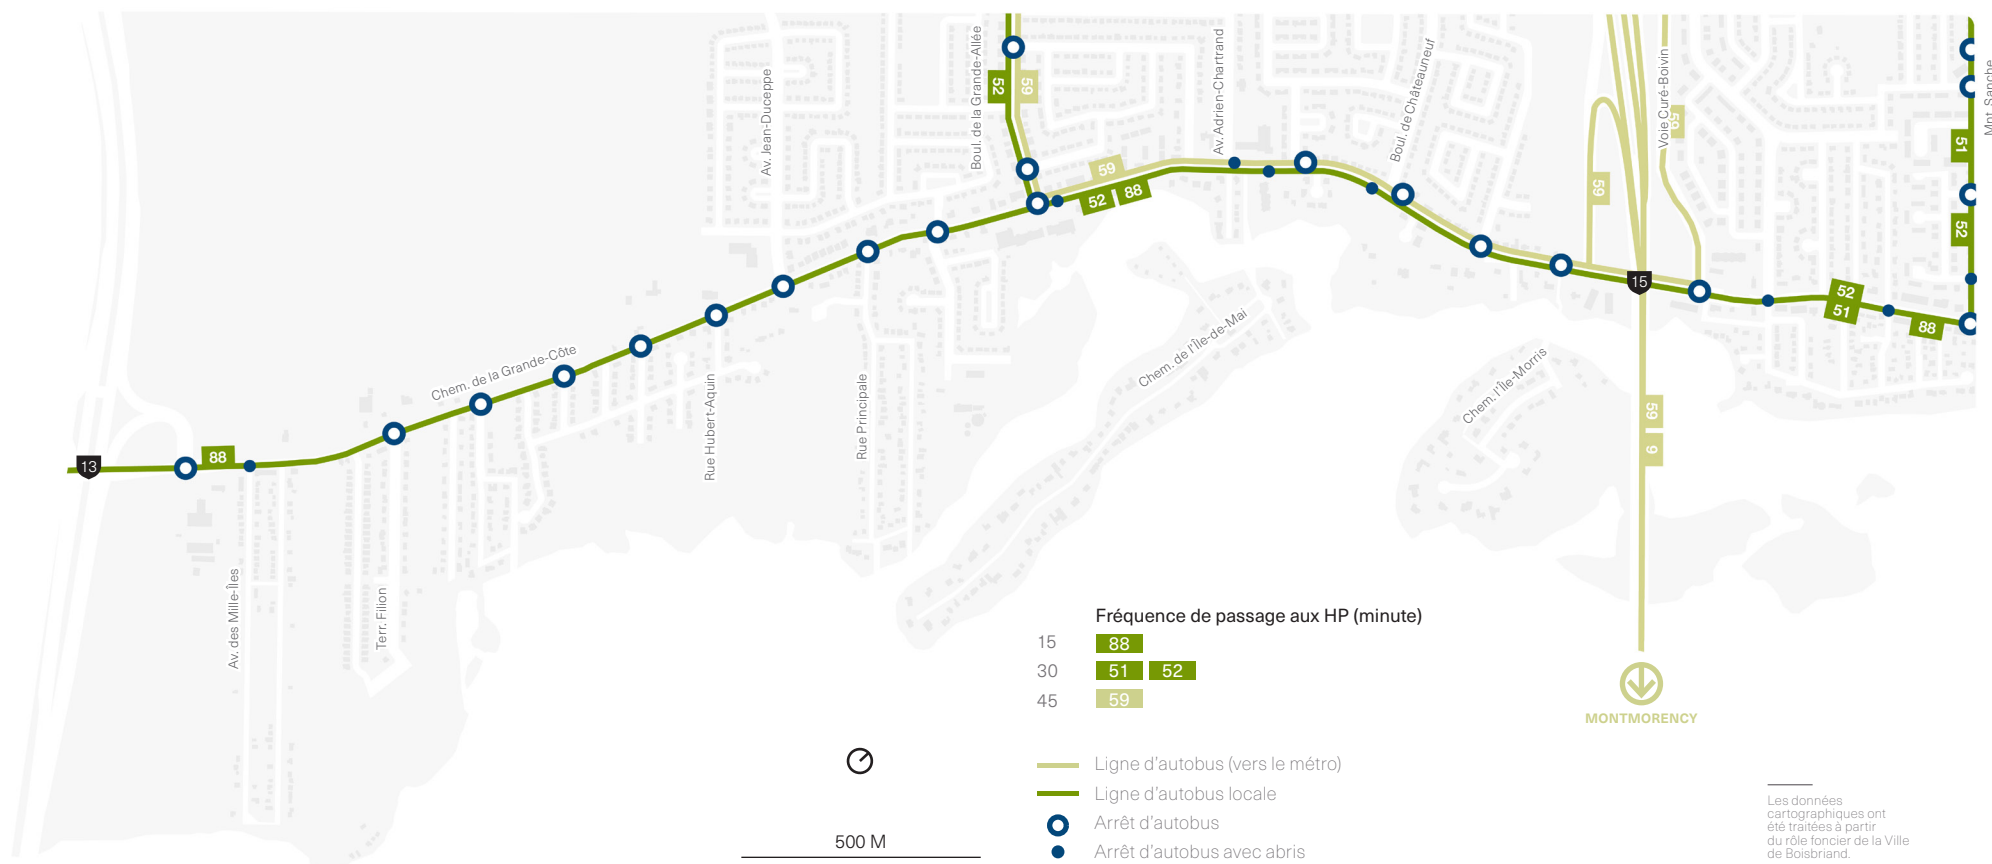 Boul. de la Grande-Allée
Av. Jean-Duceppe
Av. Adrien-Chartrand
Boul. de Châteauneuf
Voie Curé-Boivin
Mnt. Sanche
52
59
59
52
88
59
59
51
52
15
52
51
88
Chem. de l'Île-de-Mai
Chem. l'Île-Morris
Chem. de la Grande-Côte
Rue Hubert-Aquin
Rue Principale
59
9
13
88
Av. des Mille-Îles
Terr. Filion
Fréquence de passage aux HP (minute)
15 88
30 51 52
45 59
MONTMORENCY
Ligne d'autobus (vers le métro)
Ligne d'autobus locale
Arrêt d'autobus
Arrêt d'autobus avec abris
500 M
Les données
cartographiques ont
été traitées à partir
du rôle foncier de la Ville
de Boisbriand.